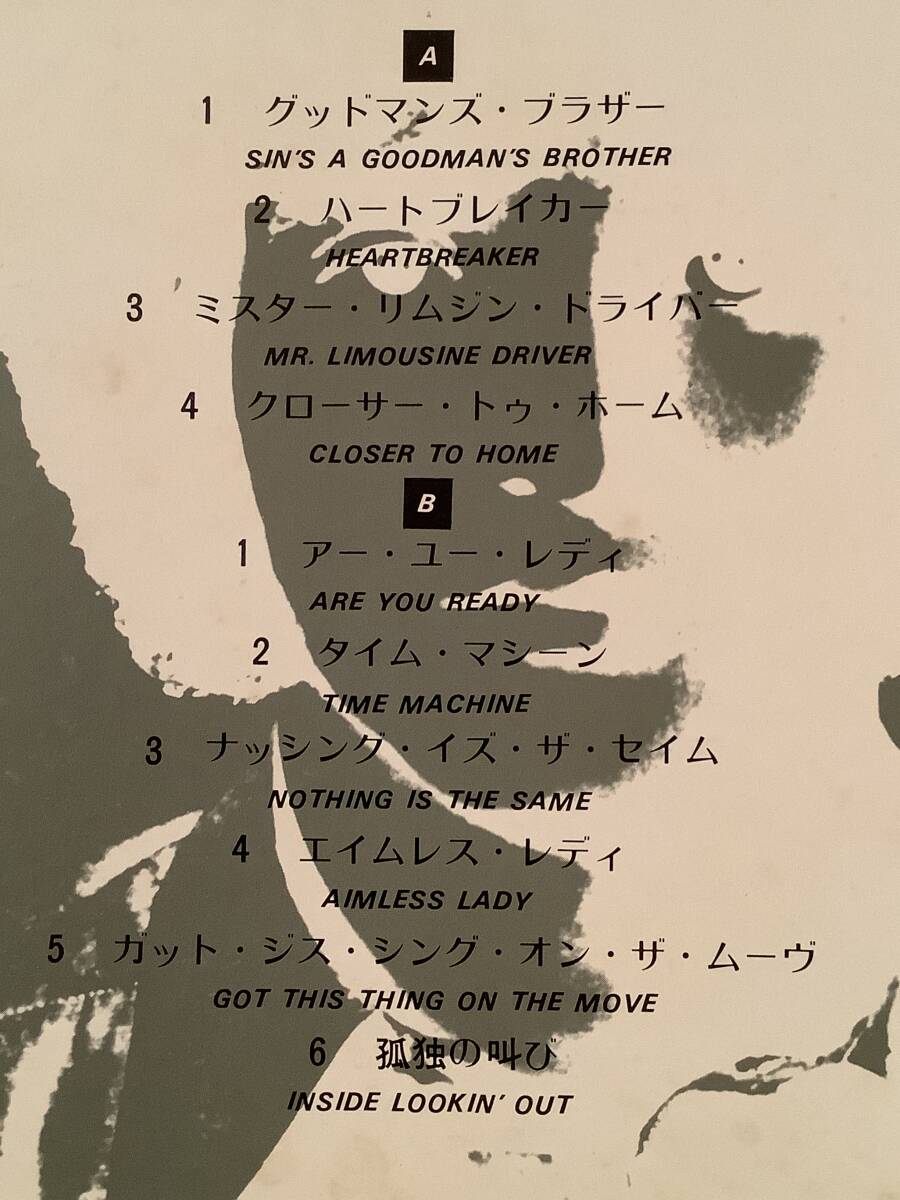 A
1 グッドマンズ・ブラザー
SIN'S A GOODMAN'S BROTHER
2 ハートブレイカー
HEARTBREAKER
3 ミスター・リムジン・ドライバー
MR. LIMOUSINE DRIVER
4 クローサー・トゥ・ホーム
CLOSER TO HOME
B
1 アー・ユー・レディ
ARE YOU READY
2 タイム・マシーン
TIME MACHINE
3 ナッシング・イズ・ザ・セイム
NOTHING IS THE SAME
4 エイムレス・レディ
AIMLESS LADY
5 ガット・ジス・シング・オン・ザ・ムーヴ
GOT THIS THING ON THE MOVE
6 孤独の叫び
INSIDE LOOKIN' OUT